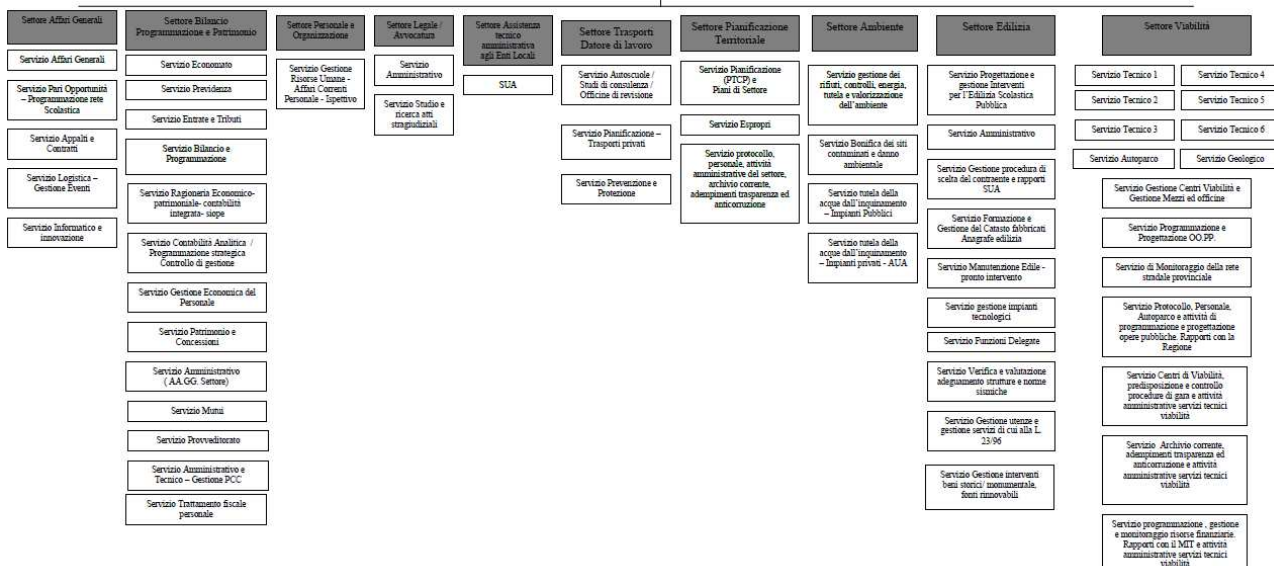 Settore Affari Generali
Servizio Affari Generali
Servizio Pari Opportunità
– Programmazione rete
Scolastica
Servizio Appalti e
Contratti
Servizio Logistica –
Gestione Eventi
Servizio Informatico e
innovazione
Settore Bilancio
Programmazione e Patrimonio
Servizio Economato
Servizio Previdenza
Servizio Entrate e Tributi
Servizio Bilancio e
Programmazione
Servizio Ragioneria Economico-
patrimoniale- contabilità
integrata- siope
Servizio Contabilità Analitica /
Programmazione strategica
Controllo di gestione
Servizio Gestione Economica del
Personale
Servizio Patrimonio e
Concessioni
Servizio Amministrativo
( AA.GG. Settore)
Servizio Mutui
Servizio Provveditorato
Servizio Amministrativo e
Tecnico – Gestione PCC
Servizio Trattamento fiscale
personale
Settore Personale e
Organizzazione
Servizio Gestione
Risorse Umane -
Affari Correnti
Personale - Ispettivo
Settore Legale /
Avvocatura
Servizio
Amministrativo
Servizio Studio e
ricerca atti
stragiudiziali
Settore Assistenza
tecnico
amministrativa
agli Enti Locali
SUA
Settore Trasporti
Datore di lavoro
Servizio Autoscuole /
Studi di consulenza /
Officine di revisione
Servizio Pianificazione –
Trasporti privati
Servizio Prevenzione e
Protezione
Settore Pianificazione
Territoriale
Servizio Pianificazione
(PTCP) e
Piani di Settore
Servizio Espropri
Servizio protocollo,
personale, attività
amministrative del settore,
archivio corrente,
adempimenti trasparenza ed
anticorruzione
Settore Ambiente
Servizio gestione dei
rifiuti, controlli, energia,
tutela e valorizzazione
dell'ambiente
Servizio Bonifica dei siti
contaminati e danno
ambientale
Servizio tutela della
acque dall'inquinamento
– Impianti Pubblici
Servizio tutela della
acque dall'inquinamento
– Impianti privati - AUA
Settore Edilizia
Servizio Progettazione e
gestione Interventi
per l'Edilizia Scolastica
Pubblica
Servizio Amministrativo
Servizio Gestione procedura di
scelta del contraente e rapporti
SUA
Servizio Formazione e
Gestione del Catasto fabbricati
Anagrafe edilizia
Servizio Manutenzione Edile -
pronto intervento
Servizio gestione impianti
tecnologici
Servizio Funzioni Delegate
Servizio Verifica e valutazione
adeguamento strutture e norme
sismiche
Servizio Gestione utenze e
gestione servizi di cui alla L.
23/96
Servizio Gestione interventi
beni storici/ monumentale,
fonti rinnovabili
Settore Viabilità
Servizio Tecnico 1
Servizio Tecnico 4
Servizio Tecnico 2
Servizio Tecnico 5
Servizio Tecnico 3
Servizio Tecnico 6
Servizio Autoparco
Servizio Geologico
Servizio Gestione Centri Viabilità e
Gestione Mezzi ed officine
Servizio Programmazione e
Progettazione OO.PP.
Servizio di Monitoraggio della rete
stradale provinciale
Servizio Protocollo, Personale,
Autoparco e attività di
programmazione e progettazione
opere pubbliche. Rapporti con la
Regione
Servizio Centri di Viabilità,
predisposizione e controllo
procedure di gara e attività
amministrative servizi tecnici
viabilità
Servizio Archivio corrente,
adempimenti trasparenza ed
anticorruzione e attività
amministrative servizi tecnici
viabilità
Servizio programmazione , gestione
e monitoraggio risorse finanziarie.
Rapporti con il MIT e attività
amministrative servizi tecnici
viabilità